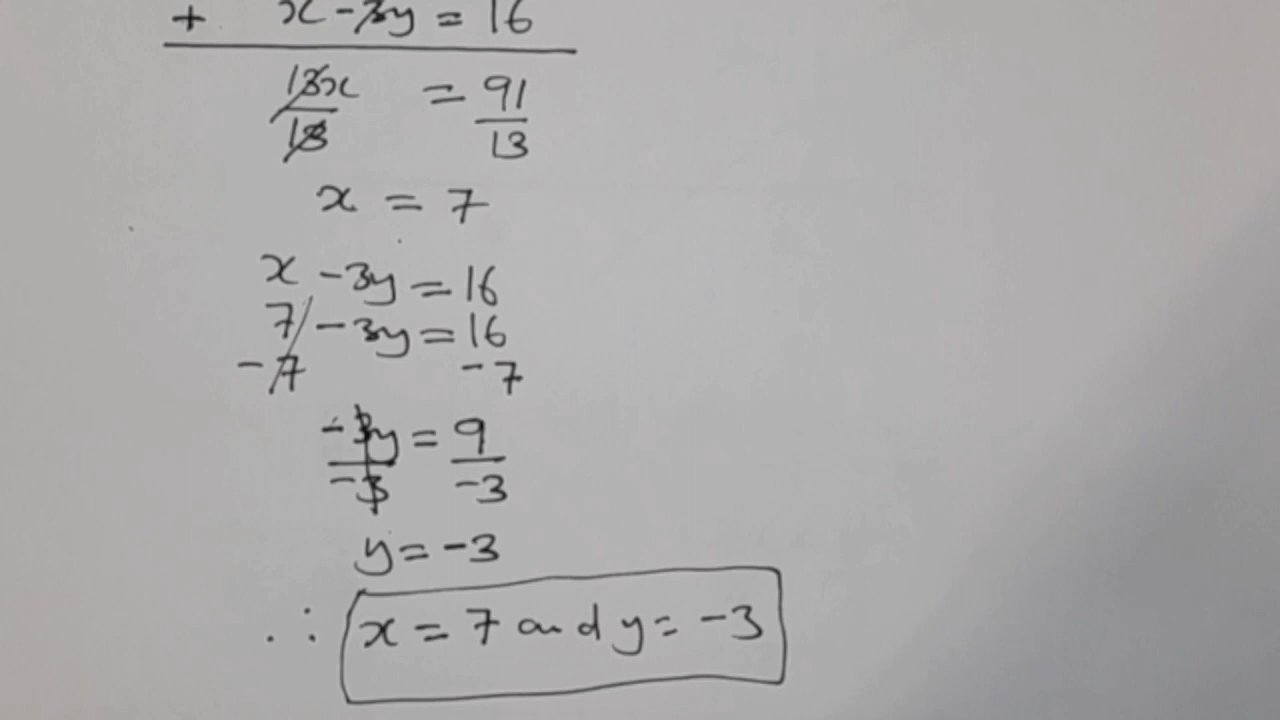 + x - 3y = 16
13x/13 = 91/13
x = 7
x - 3y = 16
7 - 3y = 16
-7 -7
-3y/-3 = 9/-3
y = -3
∴ x = 7 and y = -3